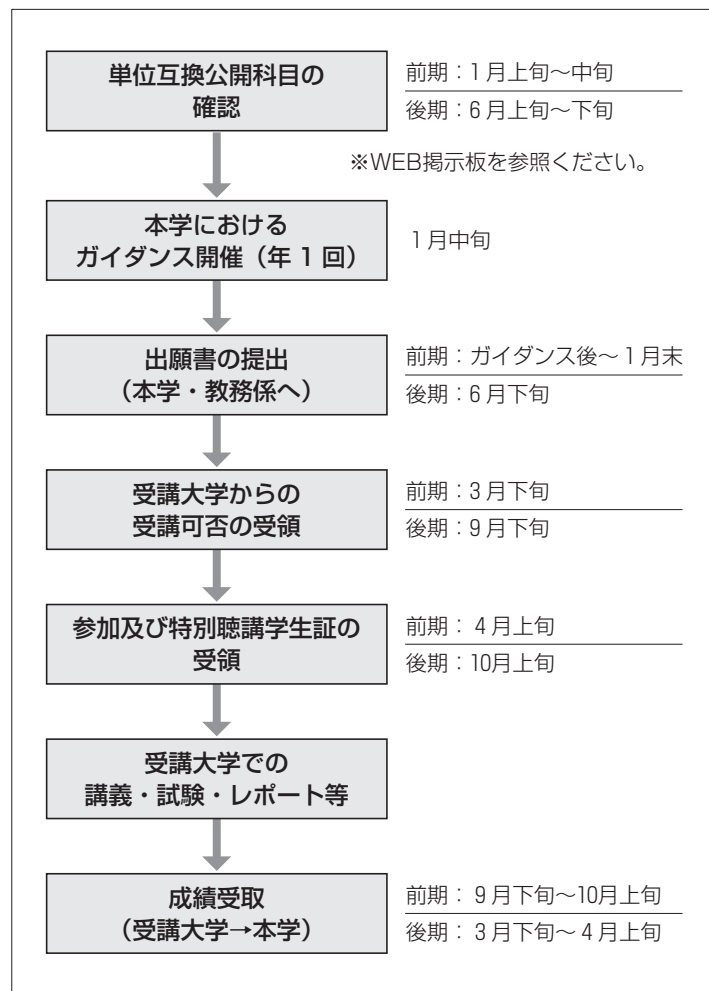 単位互換公開科目の
確認
前期：1月上旬～中旬
後期：6月上旬～下旬
※WEB掲示板を参照ください。
本学における
ガイダンス開催（年1回）
1月中旬
出願書の提出
（本学・教務係へ）
前期：ガイダンス後～1月末
後期：6月下旬
受講大学からの
受講可否の受領
前期：3月下旬
後期：9月下旬
参加及び特別聴講学生証の
受領
前期：4月上旬
後期：10月上旬
受講大学での
講義・試験・レポート等
成績受取
（受講大学→本学）
前期：9月下旬～10月上旬
後期：3月下旬～4月上旬